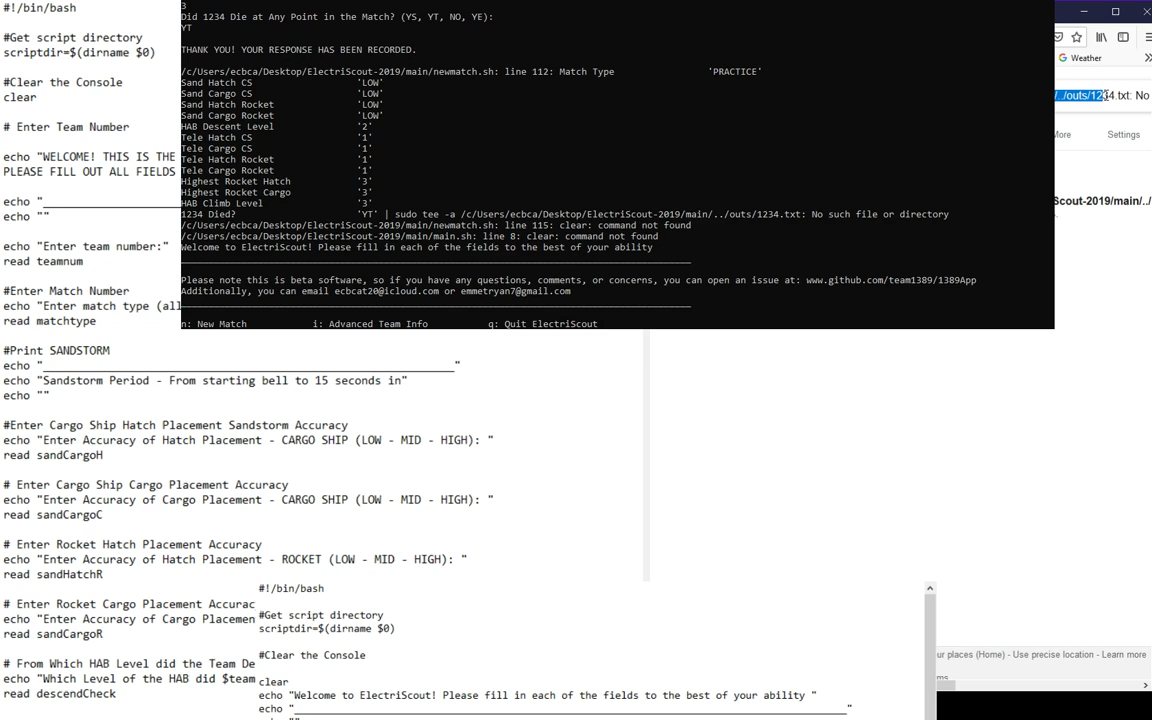 #!/bin/bash
#Get script directory
scriptdir=$(dirname $0)
#Clear the Console
clear
# Enter Team Number
echo "WELCOME! THIS IS THE
PLEASE FILL OUT ALL FIELDS
echo "____________________
echo ""
echo "Enter team number:"
read teamnum
#Enter Match Number
echo "Enter match type (all
read matchtype
#Print SANDSTORM
echo "____________________________________________________________"
echo "Sandstorm Period - From starting bell to 15 seconds in"
echo ""
#Enter Cargo Ship Hatch Placement Sandstorm Accuracy
echo "Enter Accuracy of Hatch Placement - CARGO SHIP (LOW - MID - HIGH): "
read sandCargoH
# Enter Cargo Ship Cargo Placement Accuracy
echo "Enter Accuracy of Cargo Placement - CARGO SHIP (LOW - MID - HIGH): "
read sandCargoC
# Enter Rocket Hatch Placement Accuracy
echo "Enter Accuracy of Hatch Placement - ROCKET (LOW - MID - HIGH): "
read sandHatchR
# Enter Rocket Cargo Placement Accurac
echo "Enter Accuracy of Cargo Placemen
read sandCargoR
# From Which HAB Level did the Team De
echo "Which Level of the HAB did $team
read descendCheck
3
Did 1234 Die at Any Point in the Match? (YS, YT, NO, YE):
YT
THANK YOU! YOUR RESPONSE HAS BEEN RECORDED.
/c/Users/ecbca/Desktop/ElectriScout-2019/main/newmatch.sh: line 112: Match Type 'PRACTICE'
Sand Hatch CS 'LOW'
Sand Cargo CS 'LOW'
Sand Hatch Rocket 'LOW'
Sand Cargo Rocket 'LOW'
HAB Descent Level '2'
Tele Hatch CS '1'
Tele Cargo CS '1'
Tele Hatch Rocket '1'
Tele Cargo Rocket '1'
Highest Rocket Hatch '3'
Highest Rocket Cargo '3'
HAB Climb Level '3'
1234 Died? 'YT' | sudo tee -a /c/Users/ecbca/Desktop/ElectriScout-2019/main/../outs/1234.txt: No such file or directory
/c/Users/ecbca/Desktop/ElectriScout-2019/main/newmatch.sh: line 115: clear: command not found
/c/Users/ecbca/Desktop/ElectriScout-2019/main/main.sh: line 8: clear: command not found
Welcome to ElectriScout! Please fill in each of the fields to the best of your ability
Please note this is beta software, so if you have any questions, comments, or concerns, you can open an issue at: www.github.com/team1389/1389App
Additionally, you can email ecbcat20@icloud.com or emmetryan7@gmail.com
n: New Match i: Advanced Team Info q: Quit ElectriScout
Weather
/../outs/1234.txt: No
More Settings
Scout-2019/main/../
#!/bin/bash
#Get script directory
scriptdir=$(dirname $0)
#Clear the Console
clear
echo "Welcome to ElectriScout! Please fill in each of the fields to the best of your ability "
echo "____________________________________________________________"
echo ""
ur places (Home) - Use precise location - Learn more
ms